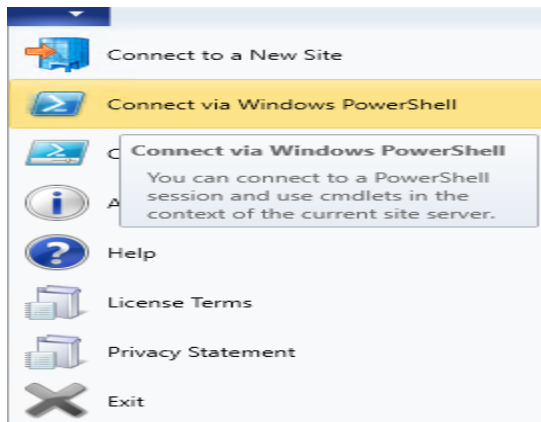 Connect to a New Site
Connect via Windows PowerShell
C
Connect via Windows PowerShell
You can connect to a PowerShell
session and use cmdlets in the
context of the current site server.
A
Help
License Terms
Privacy Statement
Exit